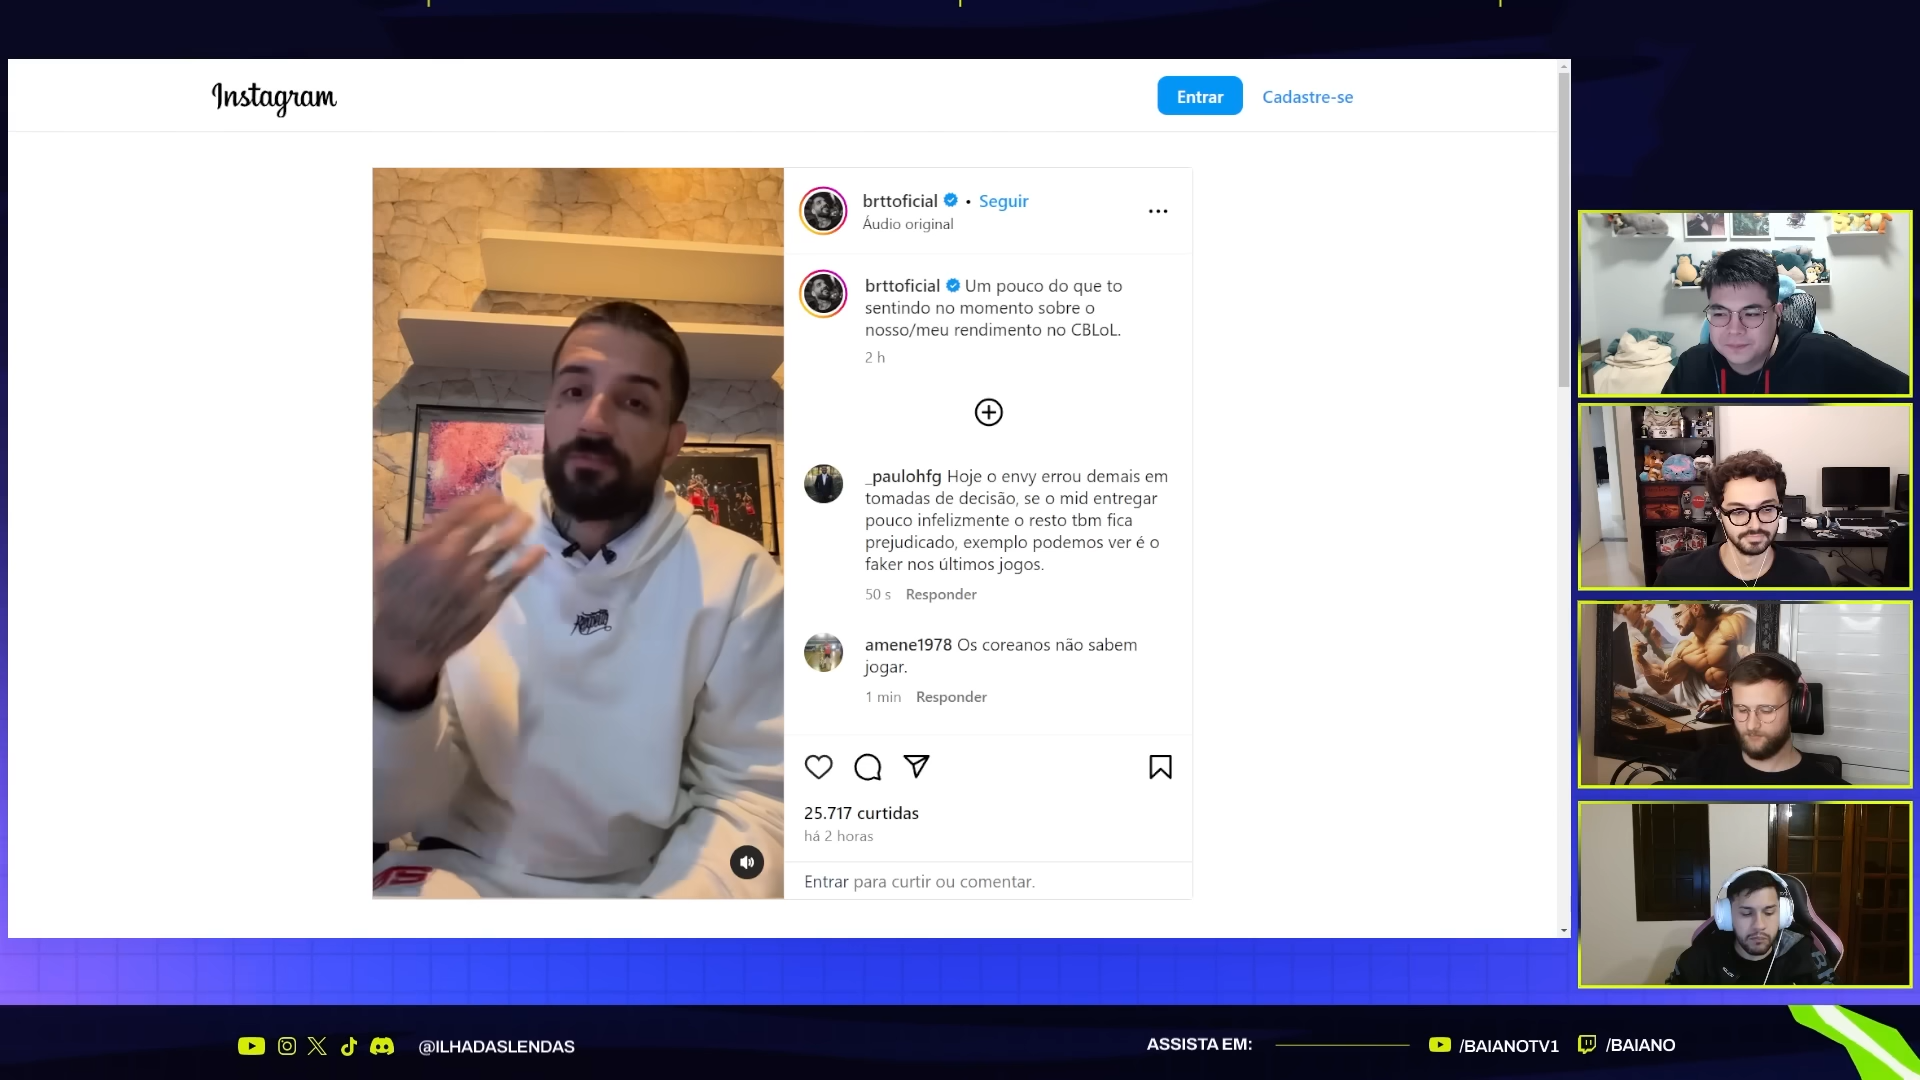 Instagram
Entrar
Cadastre-se
brttoficial • Seguir
Áudio original
brttoficial Um pouco do que to
sentindo no momento sobre o
nosso/meu rendimento no CBLoL.
2 h
_paulohfg Hoje o envy errou demais em
tomadas de decisão, se o mid entregar
pouco infelizmente o resto tbm fica
prejudicado, exemplo podemos ver é o
faker nos últimos jogos.
50 s Responder
amene1978 Os coreanos não sabem
jogar.
1 min Responder
25.717 curtidas
há 2 horas
Entrar para curtir ou comentar.
@ILHADASLENDAS
ASSISTA EM:
/BAIANOTV1
/BAIANO